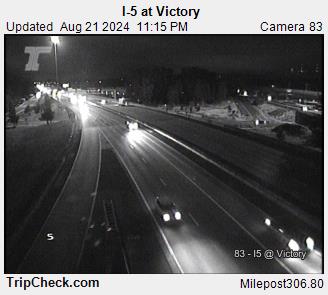 I-5 at Victory
Updated Aug 21 2024 11:15 PM Camera 83
T
S
83 - I5 @ Victory
TripCheck.com Milepost306.80